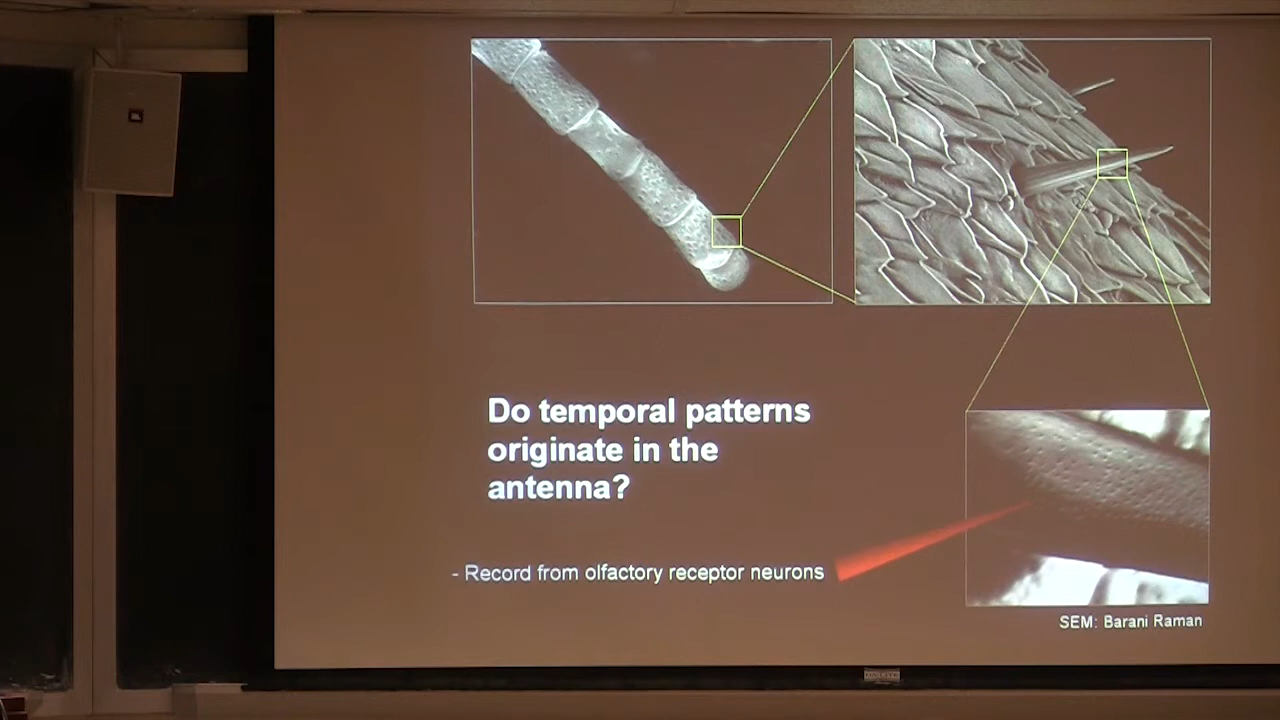 Do temporal patterns
originate in the
antenna?
- Record from olfactory receptor neurons
SEM: Barani Raman